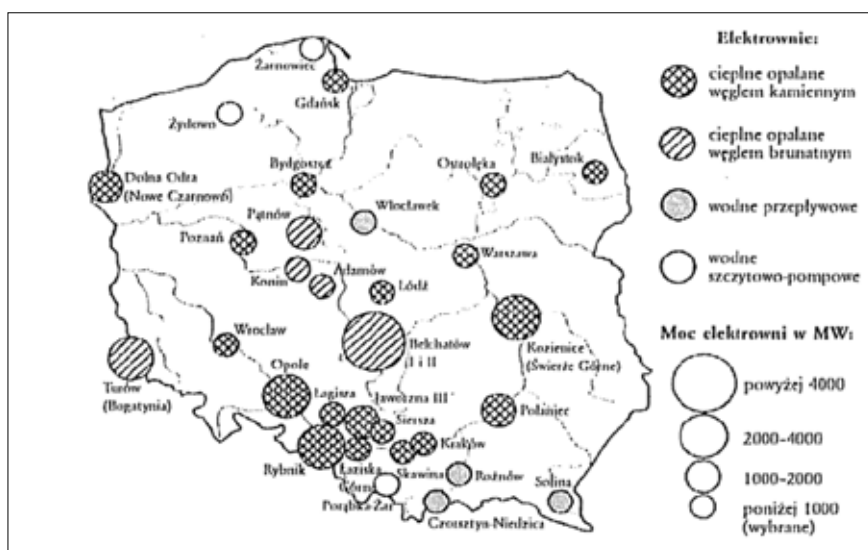 Żarnowiec
Gdańsk
Żydowo
Dolna Odra
(Nowe Czarnowo)
Bydgoszcz
Ostrołęka
Białystok
Włocławek
Pątnów
Poznań
Warszawa
Konin
Adamów
Łódź
Wrocław
Bełchatów
I i II
Kozienice
(Świerże Górne)
Turów
(Bogatynia)
Opole
Łagisza
Jaworzno III
Siersza
Połaniec
Kraków
Rybnik
Łaziska
Górne
Skawina
Rożnów
Solina
Porąbka-Żar
Czorsztyn-Niedzica
Elektrownie:
cieplne opalane
węglem kamiennym
cieplne opalane
węglem brunatnym
wodne przepływowe
wodne
szczytowo-pompowe
Moc elektrowni w MW:
powyżej 4000
2000-4000
1000-2000
poniżej 1000
(wybrane)